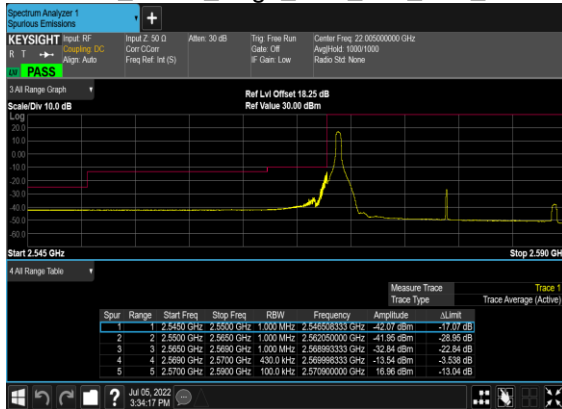 Spectrum Analyzer 1
Spurious Emissions
KEYSIGHT Input: RF Input Z: 50 Ω Atten: 30 dB Trig: Free Run Center Freq: 22.005000000 GHz
R T Coupling: DC Corr CCorr Gate: Off Avg|Hold: 1000/1000
Align: Auto Freq Ref: Int (S) IF Gain: Low Radio Std: None
LXI PASS
3 All Range Graph
Ref Lvl Offset 18.25 dB
Scale/Div 10.0 dB Ref Value 30.00 dBm
Log
20.0
10.0
0.00
-10.0
-20.0
-30.0
-40.0
-50.0
-60.0
Start 2.545 GHz Stop 2.590 GH
4 All Range Table
Measure Trace Trace 1
Trace Type Trace Average (Active)
Spur Range Start Freq Stop Freq RBW Frequency Amplitude ΔLimit
1 1 2.5450 GHz 2.5500 GHz 1.000 MHz 2.546508333 GHz -42.07 dBm -17.07 dB
2 2 2.5500 GHz 2.5650 GHz 1.000 MHz 2.562050000 GHz -41.95 dBm -28.95 dB
3 3 2.5650 GHz 2.5690 GHz 1.000 MHz 2.568993333 GHz -32.84 dBm -22.84 dB
4 4 2.5690 GHz 2.5700 GHz 430.0 kHz 2.569998333 GHz -13.54 dBm -3.538 dB
5 5 2.5700 GHz 2.5900 GHz 100.0 kHz 2.570900000 GHz 16.96 dBm -13.04 dB
Jul 05, 2022
3:34:17 PM